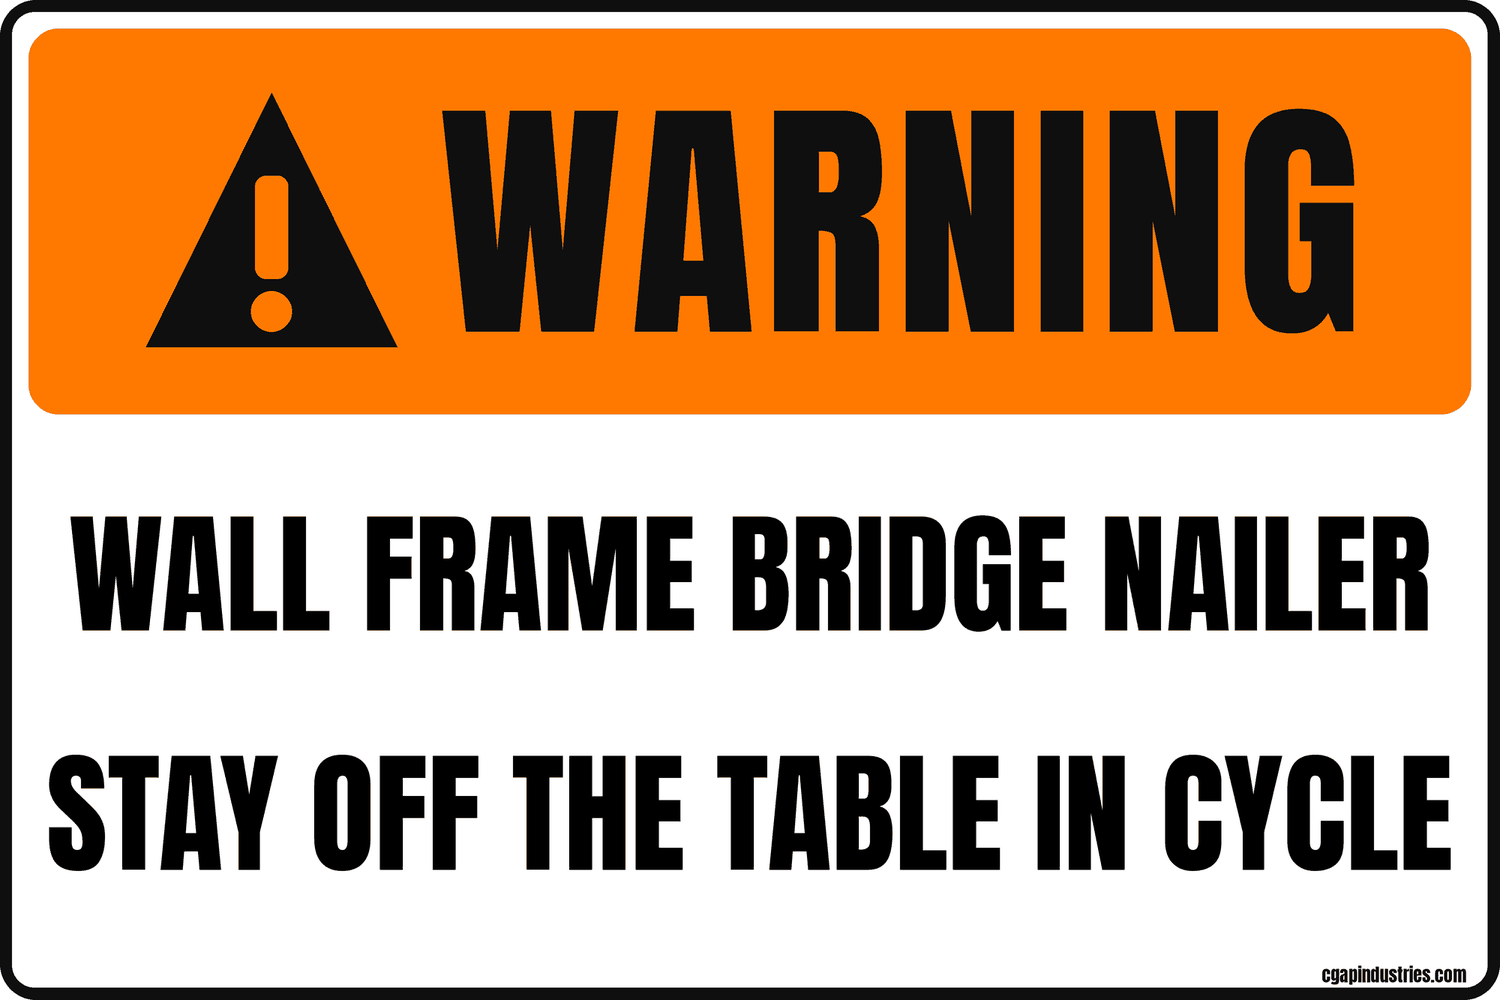 WARNING
WALL FRAME BRIDGE NAILER
STAY OFF THE TABLE IN CYCLE
cgapindustries.com